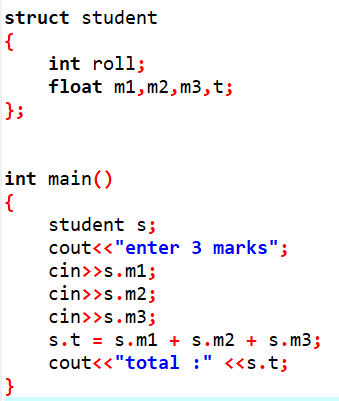 struct student
{
    int roll;
    float m1,m2,m3,t;
};
int main()
{
    student s;
    cout<<"enter 3 marks";
    cin>>s.m1;
    cin>>s.m2;
    cin>>s.m3;
    s.t = s.m1 + s.m2 + s.m3;
    cout<<"total :" <<s.t;
}